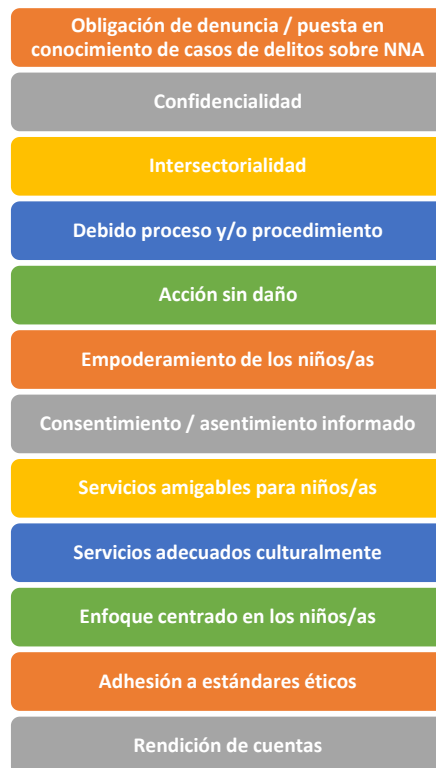 Obligación de denuncia / puesta en
conocimiento de casos de delitos sobre NNA
Confidencialidad
Intersectorialidad
Debido proceso y/o procedimiento
Acción sin daño
Empoderamiento de los niños/as
Consentimiento / asentimiento informado
Servicios amigables para niños/as
Servicios adecuados culturalmente
Enfoque centrado en los niños/as
Adhesión a estándares éticos
Rendición de cuentas